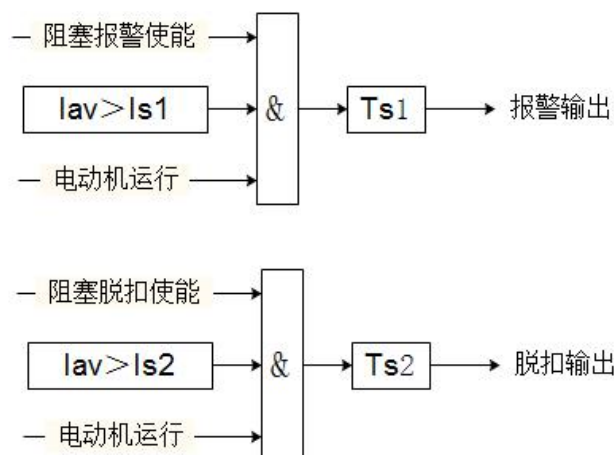 阻塞报警使能
Iav＞Is1
&
Ts1
报警输出
电动机运行
阻塞脱扣使能
Iav＞Is2
&
Ts2
脱扣输出
电动机运行